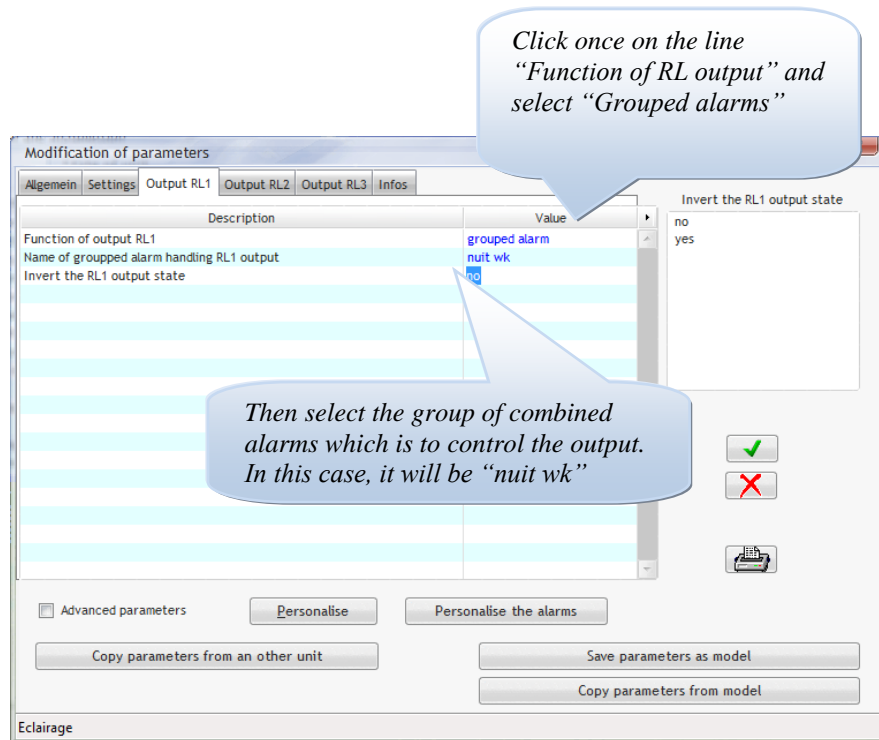 Click once on the line
“Function of RL output” and
select “Grouped alarms”
Modification of parameters
Allgemein Settings Output RL1 Output RL2 Output RL3 Infos
Description Value
Function of output RL1 grouped alarm
Name of groupped alarm handling RL1 output nuit wk
Invert the RL1 output state no
Invert the RL1 output state
no
yes
Then select the group of combined
alarms which is to control the output.
In this case, it will be “nuit wk”
Advanced parameters Personalise Personalise the alarms
Copy parameters from an other unit Save parameters as model
Copy parameters from model
Eclairage